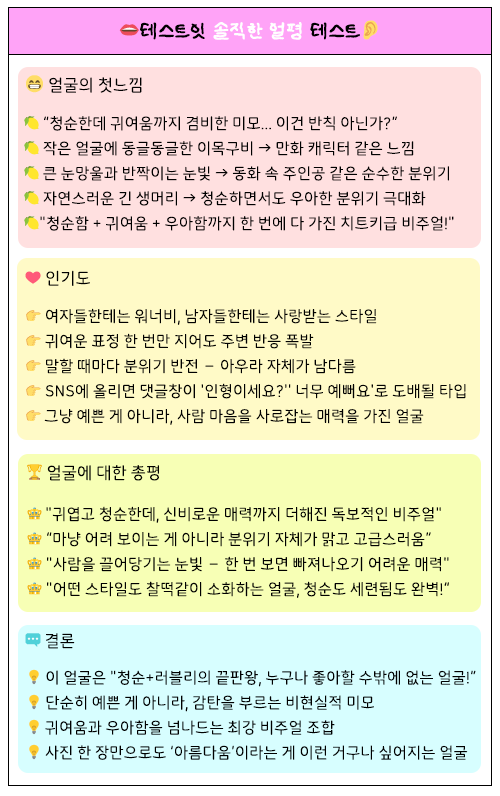 👄테스트잇 솔직한 얼평 테스트👂
😁 얼굴의 첫느낌
🍋 “청순한데 귀여움까지 겸비한 미모... 이건 반칙 아닌가?”
🍋 작은 얼굴에 동글동글한 이목구비 → 만화 캐릭터 같은 느낌
🍋 큰 눈망울과 반짝이는 눈빛 → 동화 속 주인공 같은 순수한 분위기
🍋 자연스러운 긴 생머리 → 청순하면서도 우아한 분위기 극대화
🍋"청순함 + 귀여움 + 우아함까지 한 번에 다 가진 치트키급 비주얼!"
❤️ 인기도
👉 여자들한테는 워너비, 남자들한테는 사랑받는 스타일
👉 귀여운 표정 한 번만 지어도 주변 반응 폭발
👉 말할 때마다 분위기 반전 – 아우라 자체가 남다름
👉 SNS에 올리면 댓글창이 '인형이세요?'' 너무 예뻐요'로 도배될 타입
👉 그냥 예쁜 게 아니라, 사람 마음을 사로잡는 매력을 가진 얼굴
🏆 얼굴에 대한 총평
"귀엽고 청순한데, 신비로운 매력까지 더해진 독보적인 비주얼"
“마냥 어려 보이는 게 아니라 분위기 자체가 맑고 고급스러움”
"사람을 끌어당기는 눈빛 – 한 번 보면 빠져나오기 어려운 매력"
"어떤 스타일도 찰떡같이 소화하는 얼굴, 청순도 세련됨도 완벽!”
💬 결론
💡 이 얼굴은 "청순+러블리의 끝판왕, 누구나 좋아할 수밖에 없는 얼굴!”
💡 단순히 예쁜 게 아니라, 감탄을 부르는 비현실적 미모
💡 귀여움과 우아함을 넘나드는 최강 비주얼 조합
💡 사진 한 장만으로도 ‘아름다움’이라는 게 이런 거구나 싶어지는 얼굴